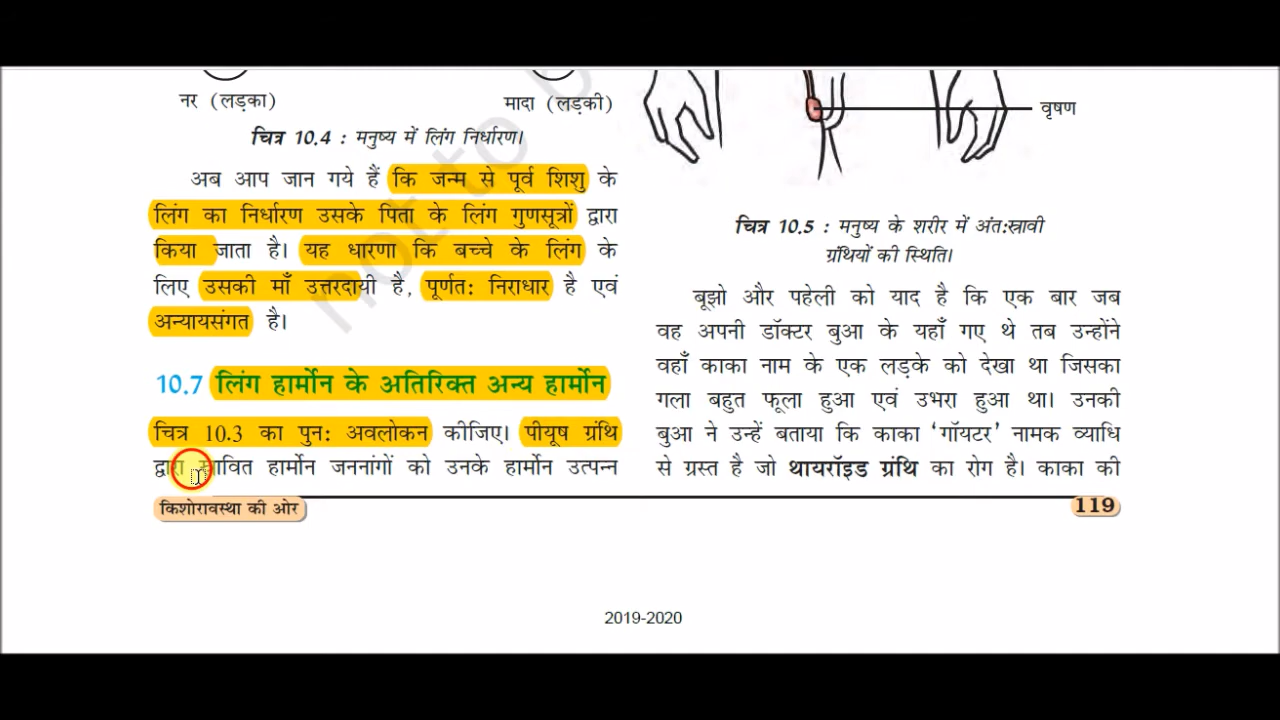 नर (लड़का)
मादा (लड़की)
चित्र 10.4 : मनुष्य में लिंग निर्धारण।
अब आप जान गये हैं कि जन्म से पूर्व शिशु के
लिंग का निर्धारण उसके पिता के लिंग गुणसूत्रों द्वारा
किया जाता है। यह धारणा कि बच्चे के लिंग के
लिए उसकी माँ उत्तरदायी है, पूर्णत: निराधार है एवं
अन्यायसंगत है।
10.7 लिंग हार्मोन के अतिरिक्त अन्य हार्मोन
चित्र 10.3 का पुन: अवलोकन कीजिए। पीयूष ग्रंथि
द्वारा स्रावित हार्मोन जननांगों को उनके हार्मोन उत्पन्न
वृषण
चित्र 10.5 : मनुष्य के शरीर में अंत:स्रावी
ग्रंथियों की स्थिति।
बूझो और पहेली को याद है कि एक बार जब
वह अपनी डॉक्टर बुआ के यहाँ गए थे तब उन्होंने
वहाँ काका नाम के एक लड़के को देखा था जिसका
गला बहुत फूला हुआ एवं उभरा हुआ था। उनकी
बुआ ने उन्हें बताया कि काका ‘गॉयटर’ नामक व्याधि
से ग्रस्त है जो थायरॉइड ग्रंथि का रोग है। काका की
किशोरावस्था की ओर
119
2019-2020
not to b